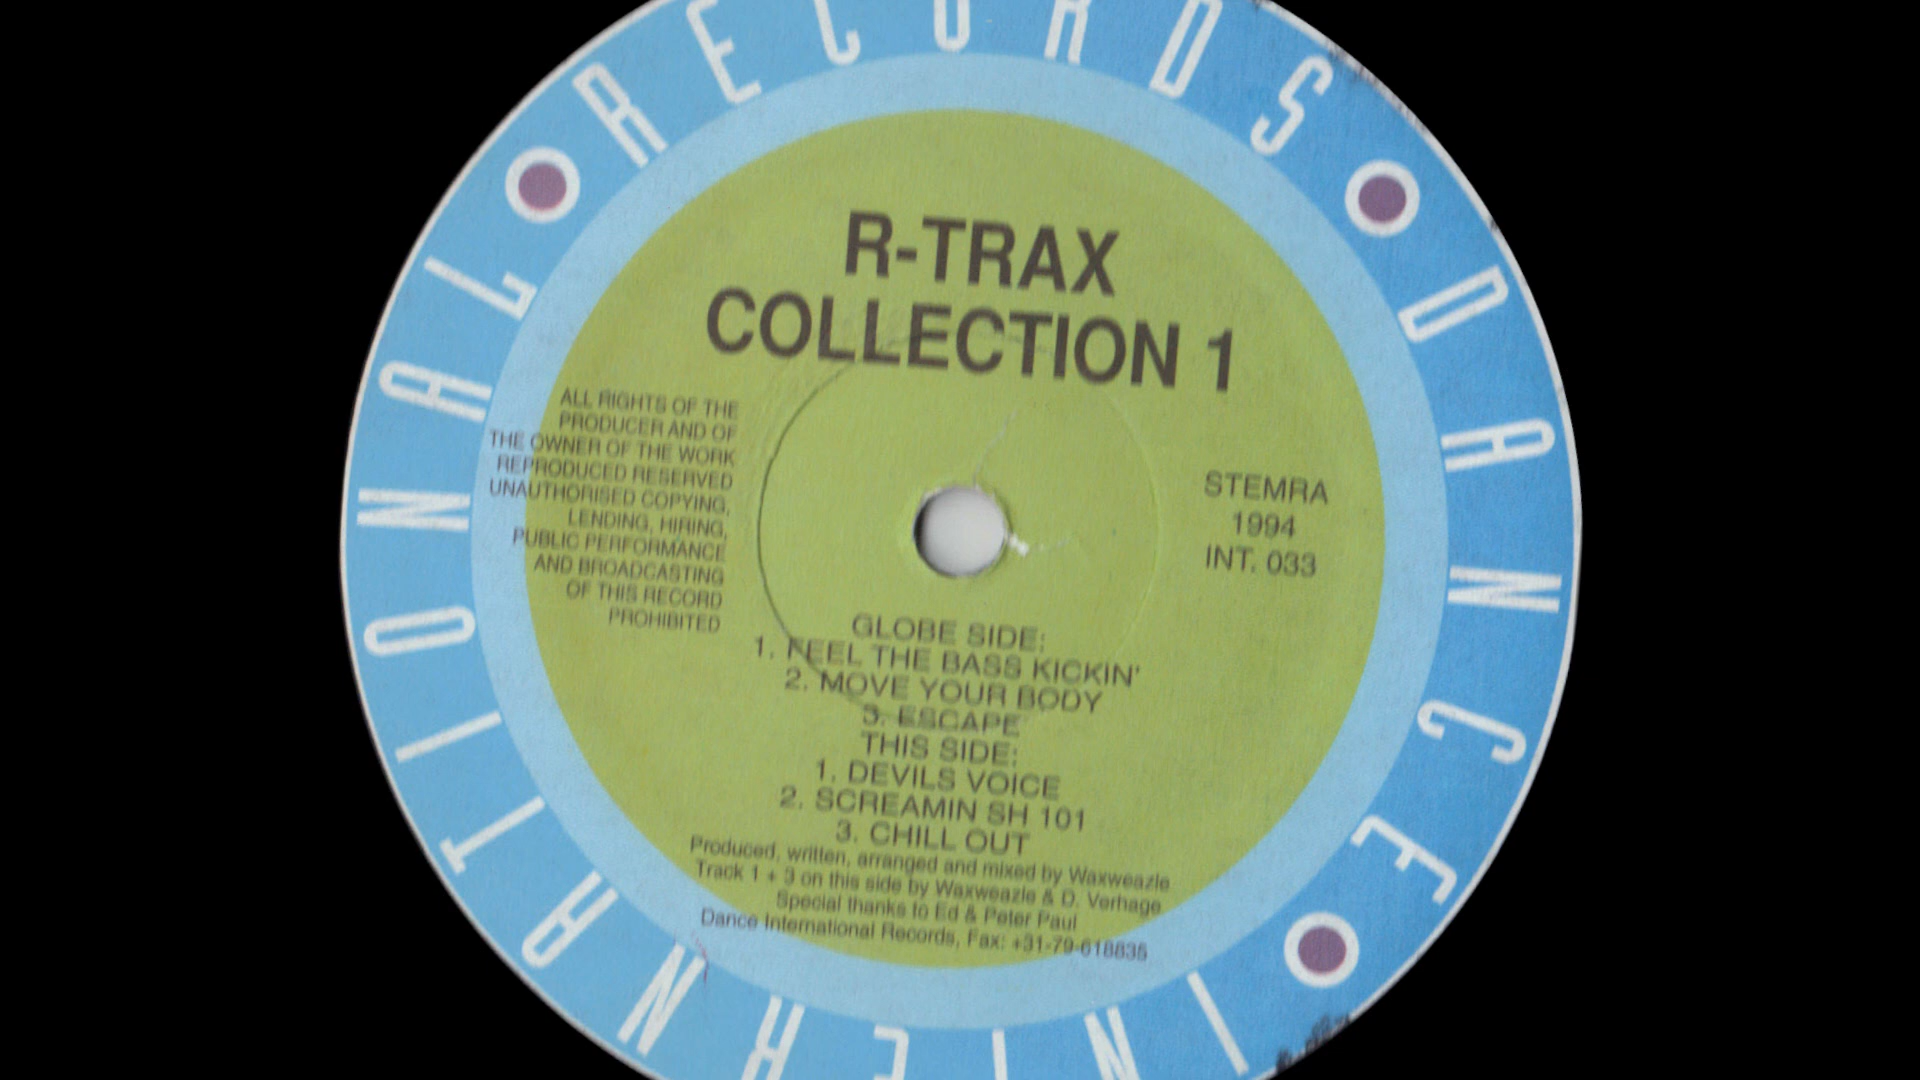 DANCE INTERNATIONAL RECORDS
R-TRAX
COLLECTION 1
ALL RIGHTS OF THE
PRODUCER AND OF
THE OWNER OF THE WORK
REPRODUCED RESERVED
UNAUTHORISED COPYING,
LENDING, HIRING,
PUBLIC PERFORMANCE
AND BROADCASTING
OF THIS RECORD
PROHIBITED
STEMRA
1994
INT. 033
GLOBE SIDE:
1. FEEL THE BASS KICKIN'
2. MOVE YOUR BODY
3. ESCAPE
THIS SIDE:
1. DEVILS VOICE
2. SCREAMIN SH 101
3. CHILL OUT
Produced, written, arranged and mixed by Waxweazle
Track 1 + 3 on this side by Waxweazle & D. Verhage
Special thanks to Ed & Peter Paul
Dance International Records, Fax: +31-79-618835